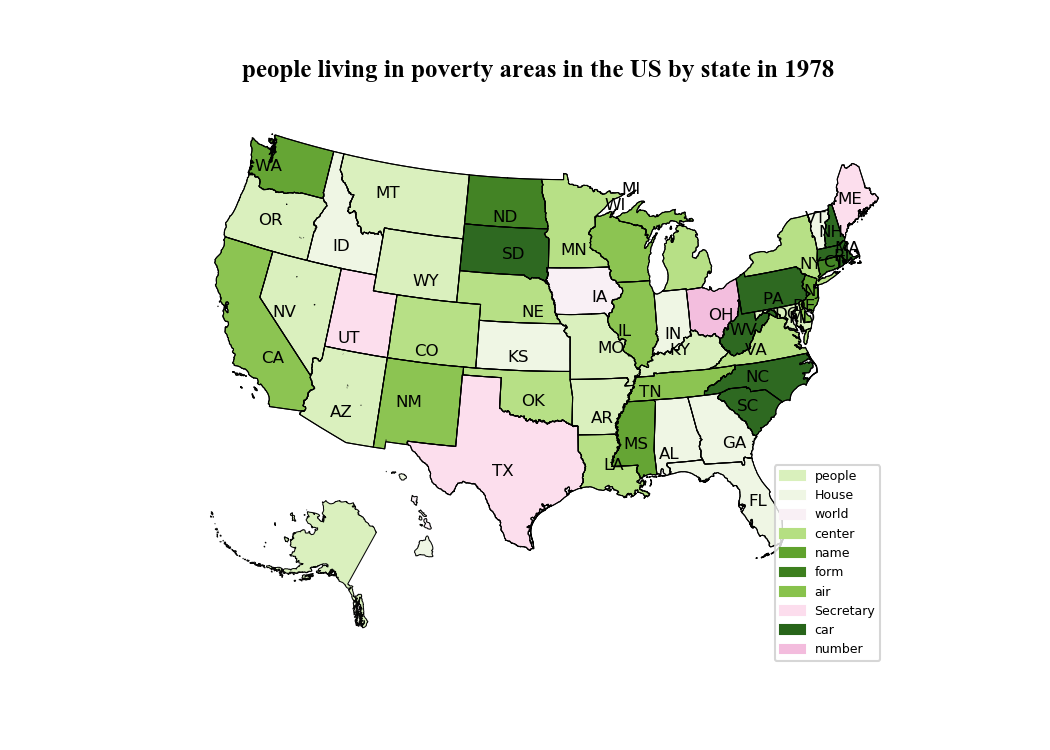 people living in poverty areas in the US by state in 1978
WA
MT
ND
MI
ME
OR
WI
VT
NH
ID
SD
MN
MA
NY
CT
WY
IA
PA
NV
NE
OH
DC
MD
UT
IL
IN
WV
CO
MO
KY
VA
CA
KS
NC
AZ
NM
OK
TN
SC
AR
MS
GA
AL
TX
LA
FL
people
House
world
center
name
form
air
Secretary
car
number